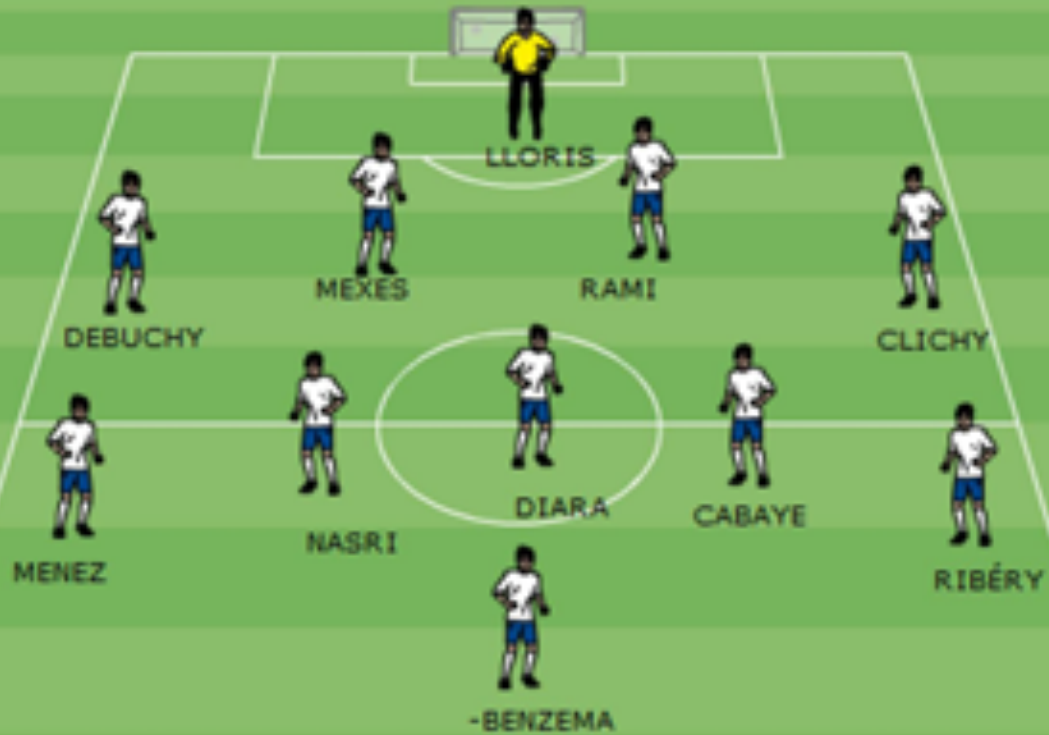 LLORIS
MEXES
RAMI
DEBUCHY
CLICHY
DIARA
CABAYE
NASRI
MENEZ
RIBÉRY
-BENZEMA